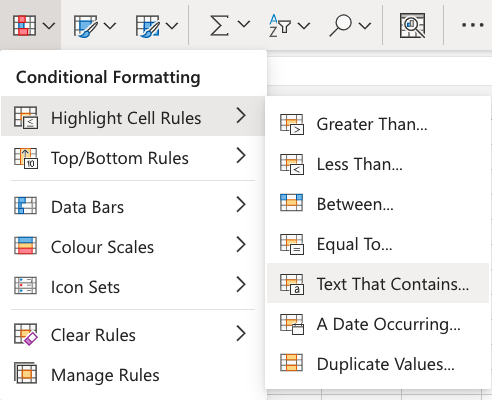 Conditional Formatting
Highlight Cell Rules
Top/Bottom Rules
Data Bars
Colour Scales
Icon Sets
Clear Rules
Manage Rules
Greater Than...
Less Than...
Between...
Equal To...
Text That Contains...
A Date Occurring...
Duplicate Values...